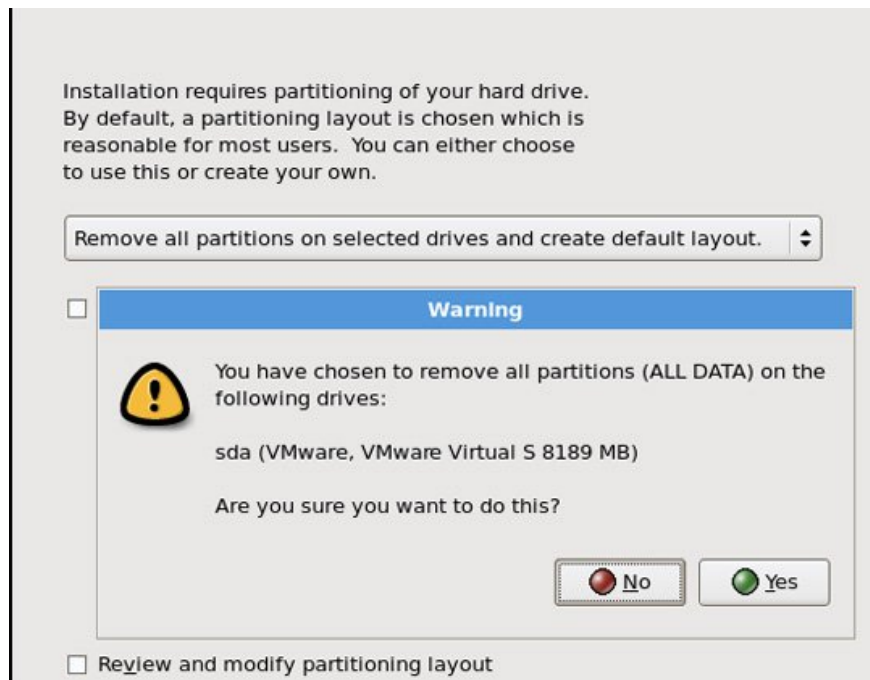 Installation requires partitioning of your hard drive.
By default, a partitioning layout is chosen which is
reasonable for most users.  You can either choose
to use this or create your own.
Remove all partitions on selected drives and create default layout.
Warning
You have chosen to remove all partitions (ALL DATA) on the
following drives:
sda (VMware, VMware Virtual S 8189 MB)
Are you sure you want to do this?
No
Yes
Review and modify partitioning layout